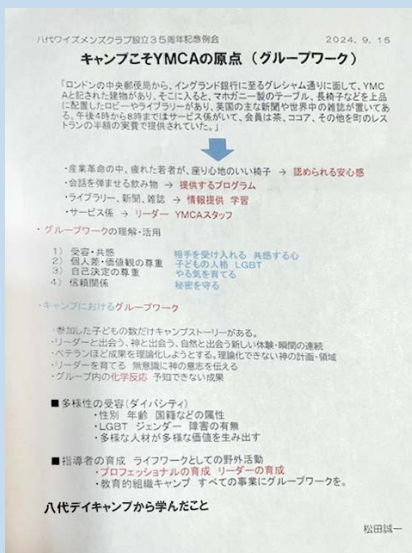 八代ワイズメンズクラブ設立35周年記念例会 2024. 9. 15
キャンプこそYMCAの原点（グループワーク）
「ロンドンの中央郵便局から、イングランド銀行に至るグレシャム通りに面して、YMC
Aと記された建物があり、そこに入ると、マホガニー製のテーブル、長椅子などを上品
に配置したロビーやライブラリーがあり、英国の主な新聞や世界中の雑誌が置いてあ
る。午後4時から8時まではサービス係がいて、会員は茶、ココア、その他を町のレスト
ランの半額の実費で提供されていた。」
・産業革命の中、疲れた若者が、座り心地のいい椅子 → 認められる安心感
・会話を弾ませる飲み物 → 提供するプログラム
・ライブラリー、新聞、雑誌 → 情報提供 学習
・サービス係 → リーダー YMCAスタッフ
・グループワークの理解・活用
1） 受容・共感 相手を受け入れる 共感する心
2） 個人差・価値観の尊重 子どもの人格 LGBT
3） 自己決定の尊重 やる気を育てる
4） 信頼関係 秘密を守る
・キャンプにおけるグループワーク
・参加した子どもの数だけキャンプストーリーがある。
・リーダーと出会う、神と出会う、自然と出会う新しい体験・瞬間の連続
・ベテランほど成果を理論化しようとする。理論化できない神の計画・領域
・リーダーを育てる 無意識に神の意志を伝える
・グループ内の化学反応 予知できない成果
■多様性の受容（ダイバシティ）
・性別 年齢 国籍などの属性
・LGBT ジェンダー 障害の有無
・多様な人材が多様な価値を生み出す
■指導者の育成 ライフワークとしての野外活動
・プロフェッショナルの育成 リーダーの育成
・教育的組織キャンプ すべての事業にグループワークを。
八代デイキャンプから学んだこと
松田誠一